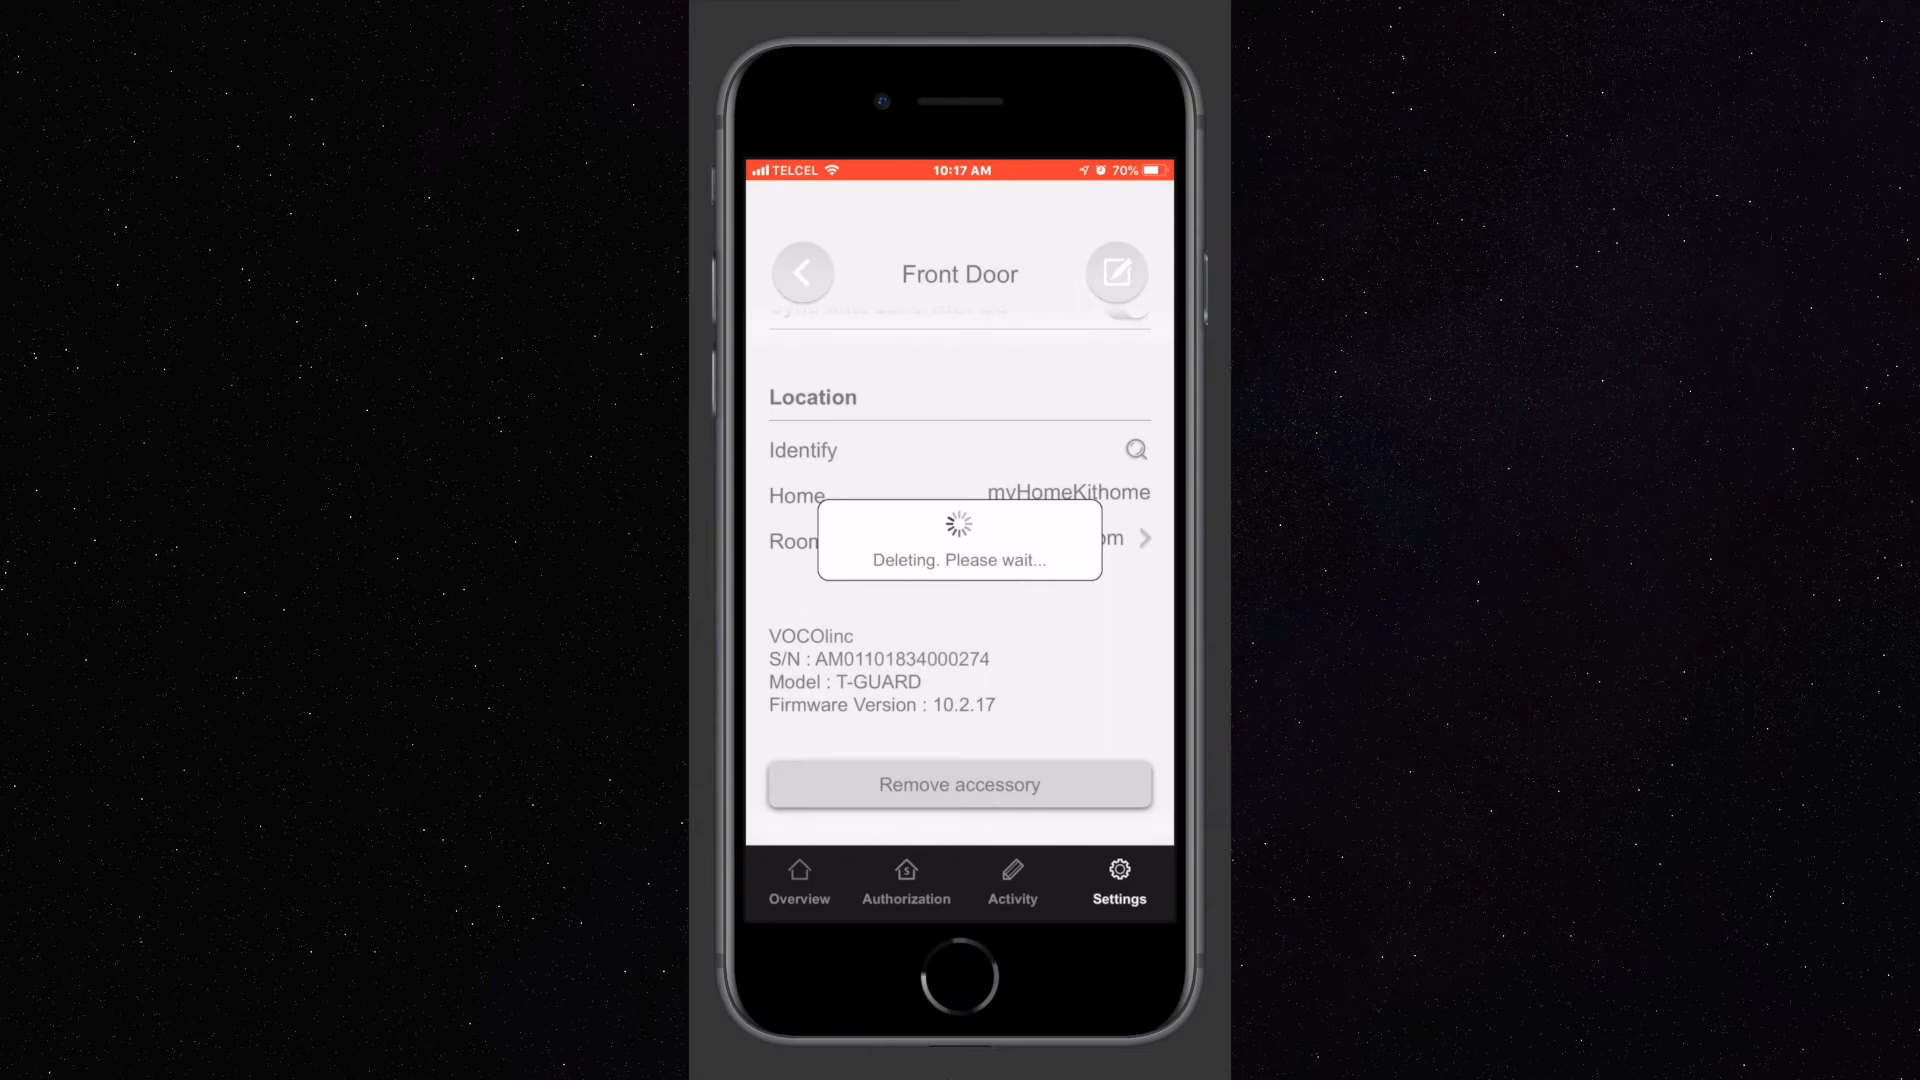 TELCEL 10:17 AM 70%
Front Door
Location
Identify
Home myHomeKithome
Deleting. Please wait...
VOCOlinc
S/N : AM01101834000274
Model : T-GUARD
Firmware Version : 10.2.17
Remove accessory
Overview Authorization Activity Settings